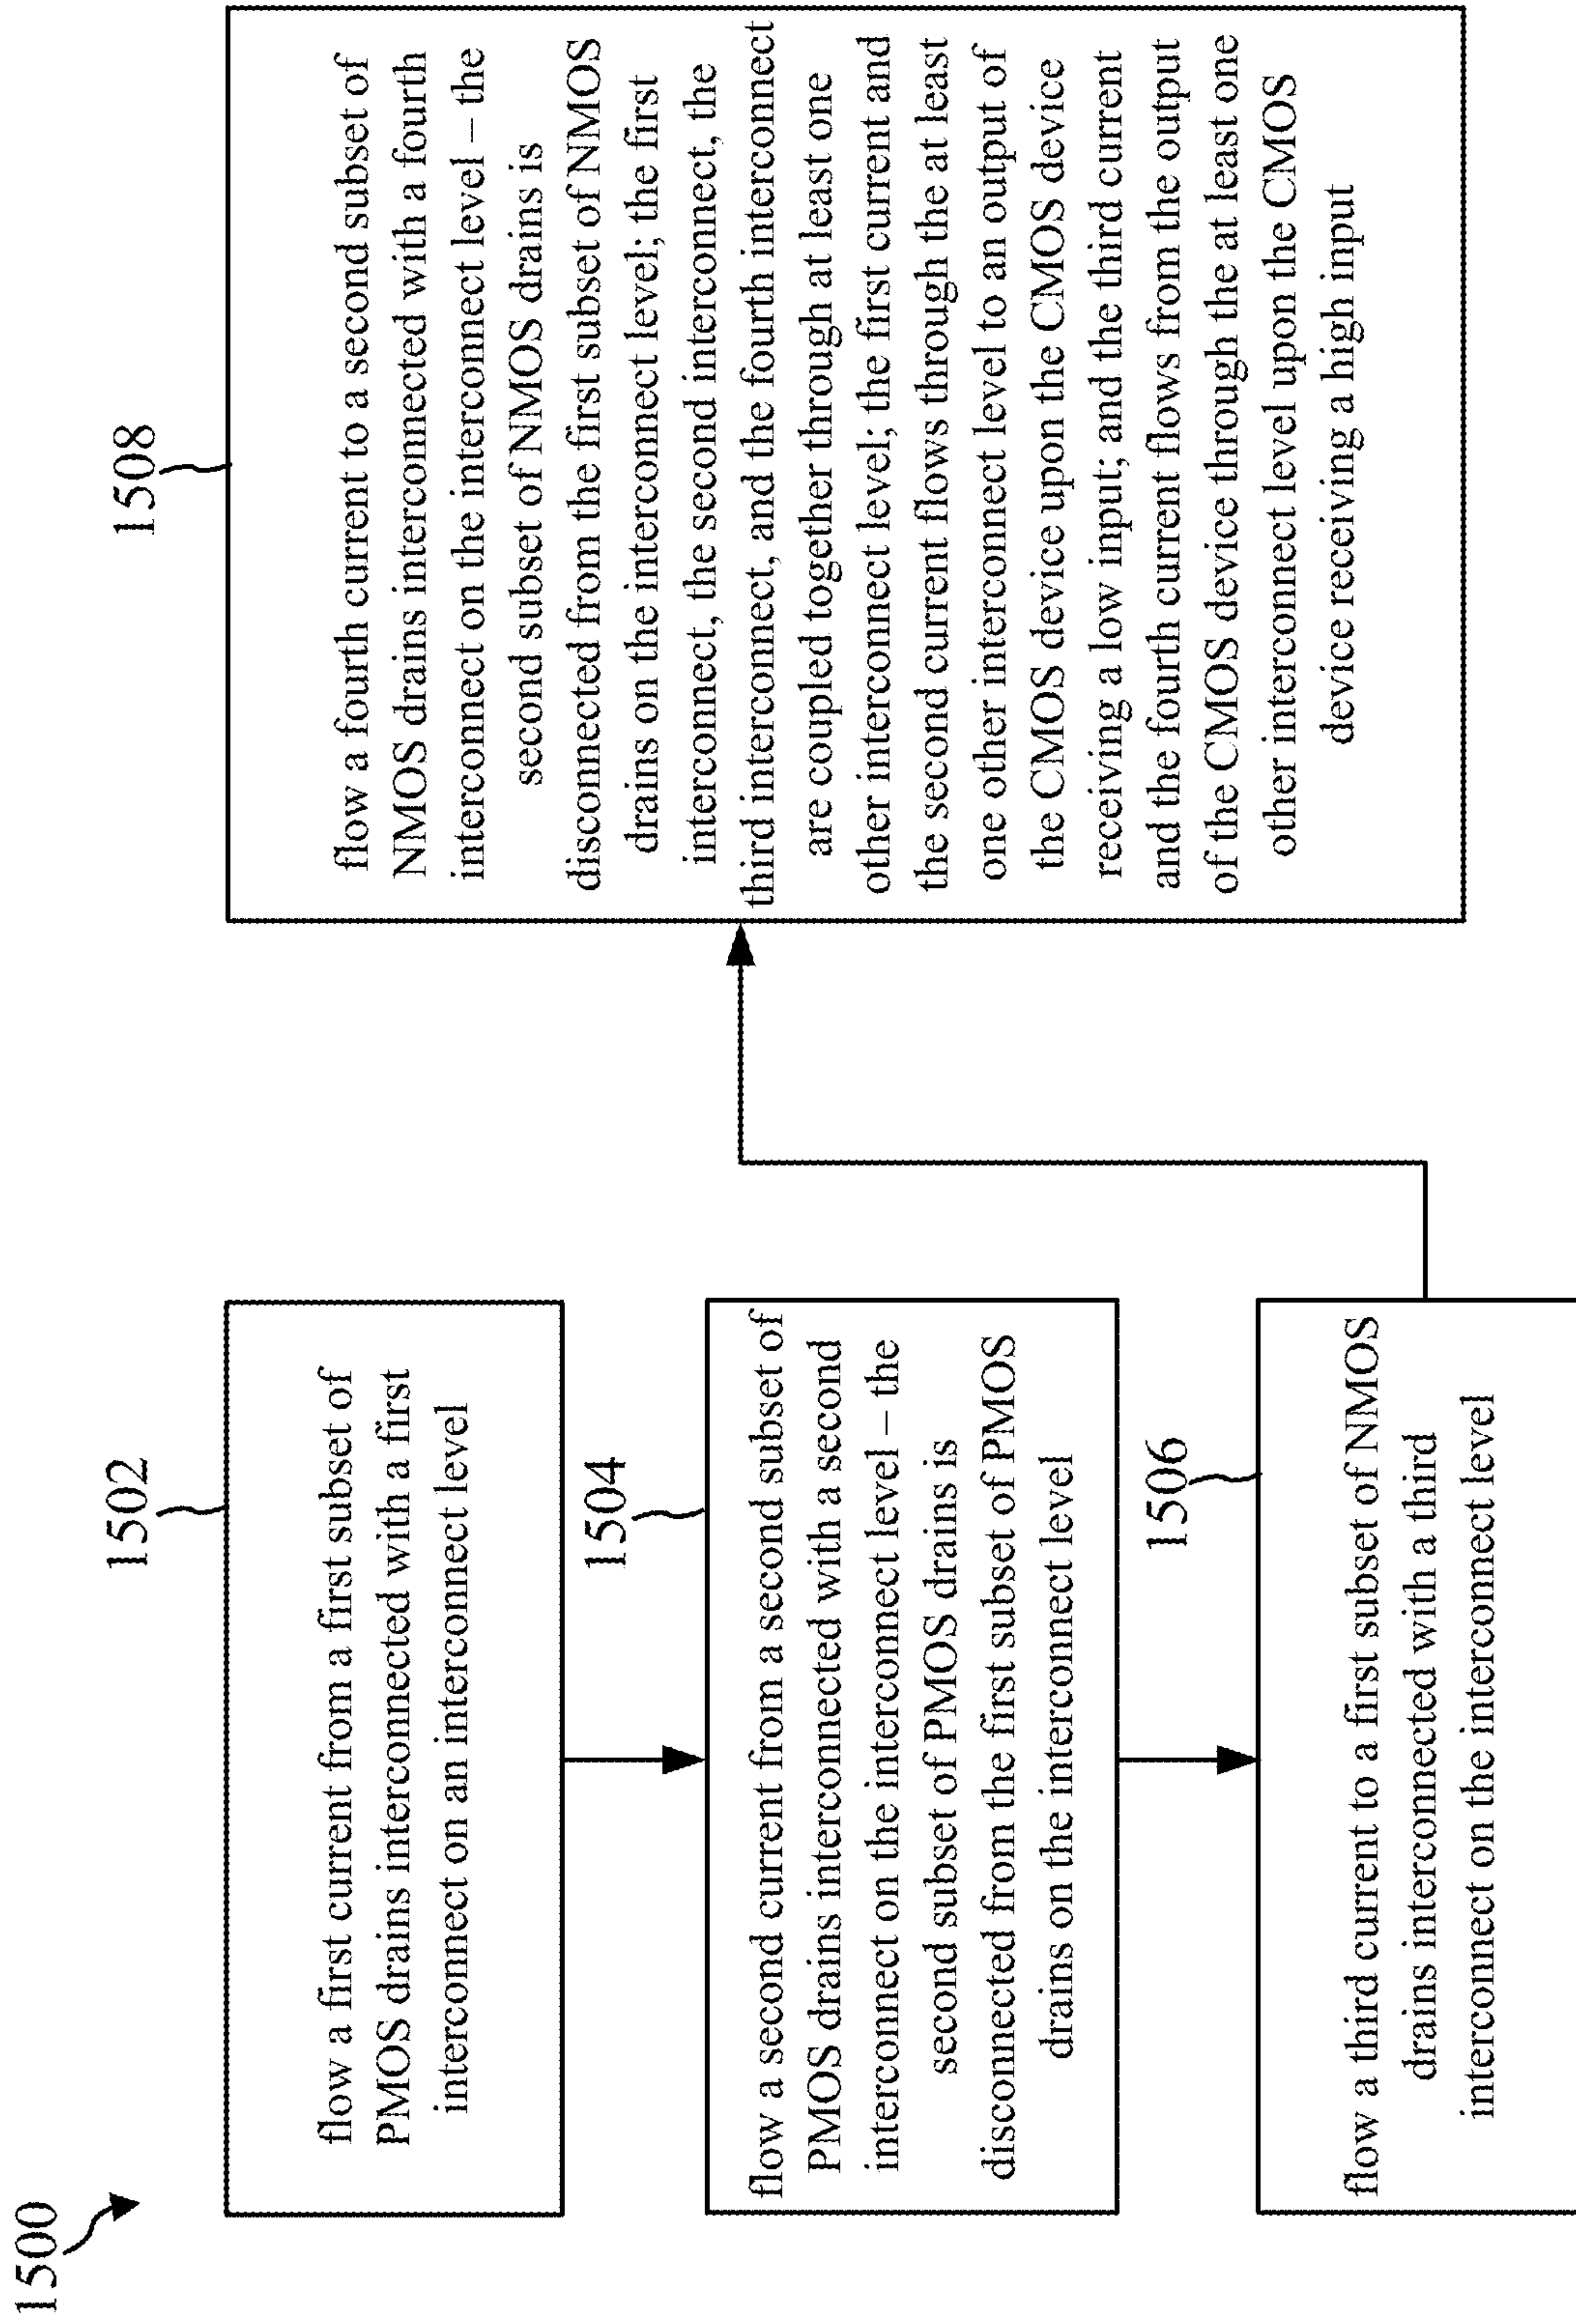 1500
1502
flow a first current from a first subset of
PMOS drains interconnected with a first
interconnect on an interconnect level
1504
flow a second current from a second subset of
PMOS drains interconnected with a second
interconnect on the interconnect level – the
second subset of PMOS drains is
disconnected from the first subset of PMOS
drains on the interconnect level
1506
flow a third current to a first subset of NMOS
drains interconnected with a third
interconnect on the interconnect level
1508
flow a fourth current to a second subset of
NMOS drains interconnected with a fourth
interconnect on the interconnect level – the
second subset of NMOS drains is
disconnected from the first subset of NMOS
drains on the interconnect level; the first
interconnect, the second interconnect, the
third interconnect, and the fourth interconnect
are coupled together through at least one
other interconnect level; the first current and
the second current flows through the at least
one other interconnect level to an output of
the CMOS device upon the CMOS device
receiving a low input; and the third current
and the fourth current flows from the output
of the CMOS device through the at least one
other interconnect level upon the CMOS
device receiving a high input